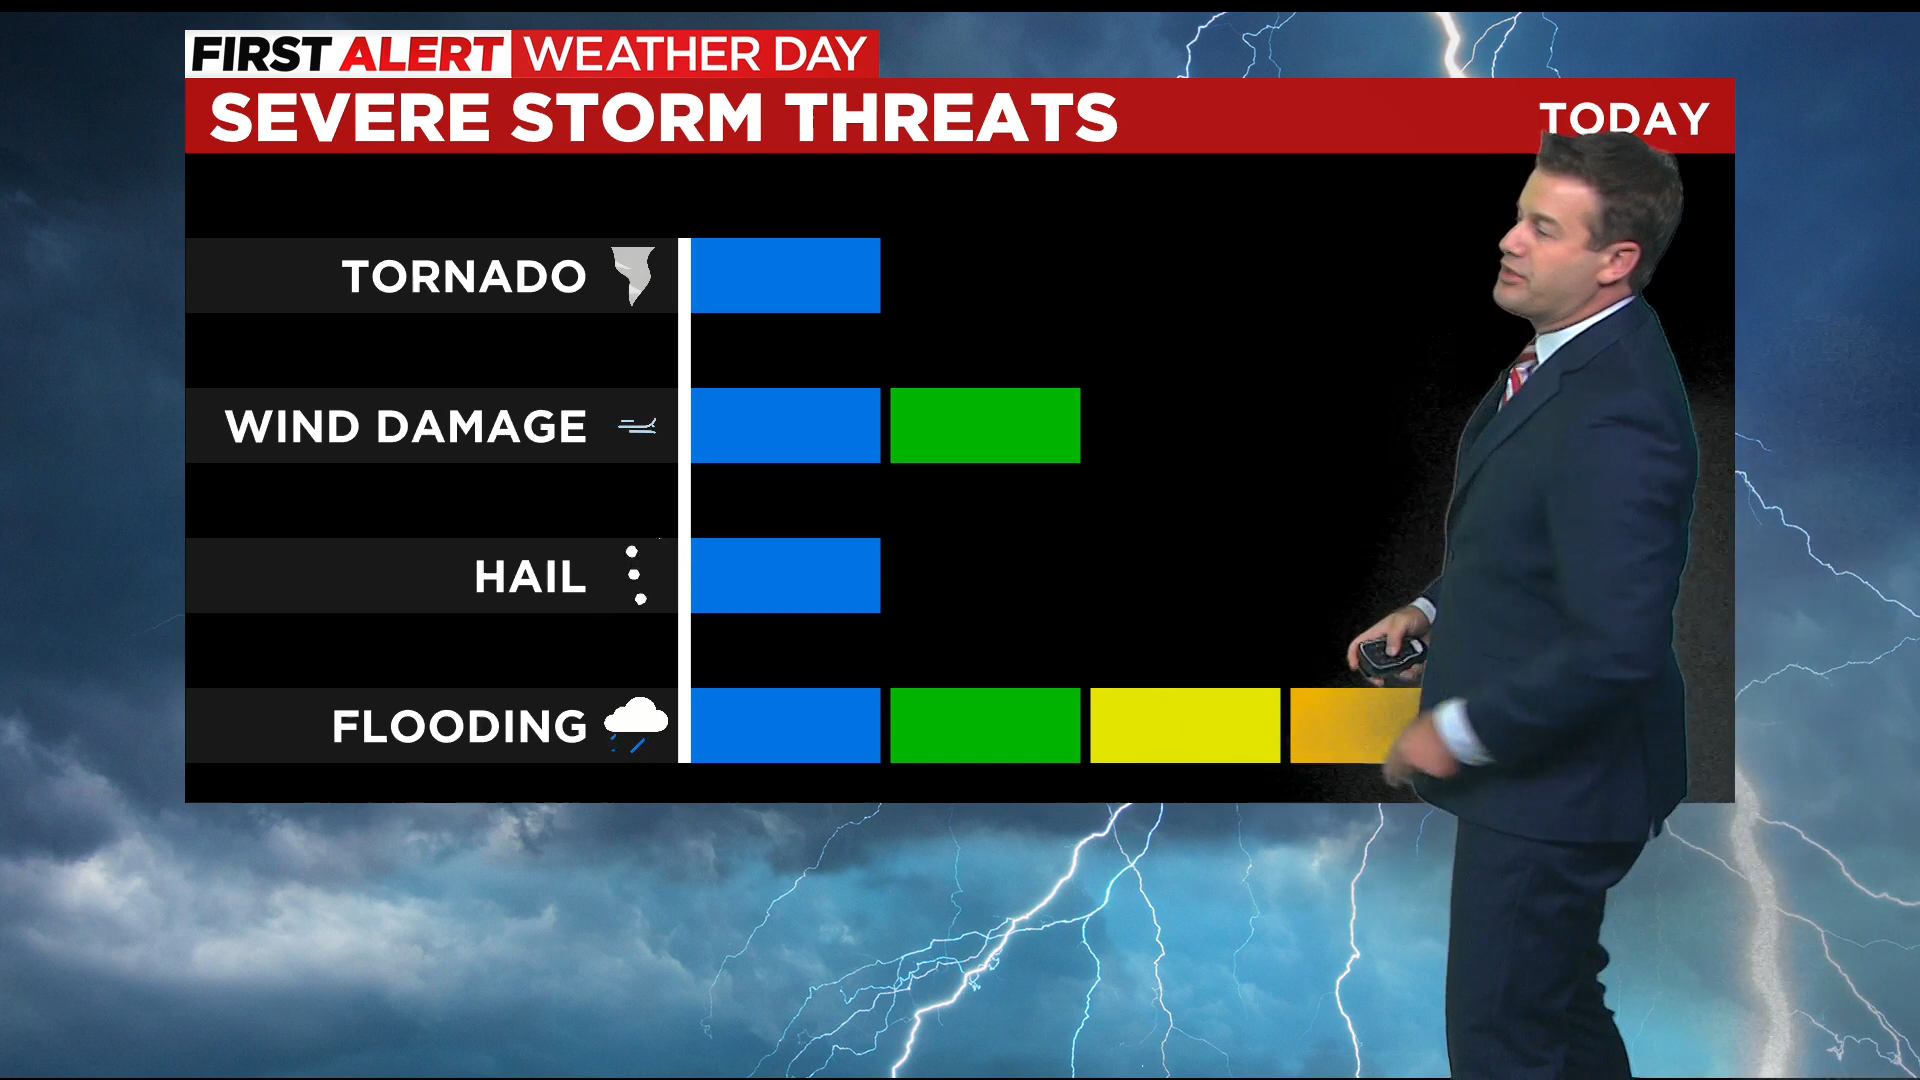 FIRST ALERT WEATHER DAY
SEVERE STORM THREATS TODAY
TORNADO
WIND DAMAGE
HAIL
FLOODING